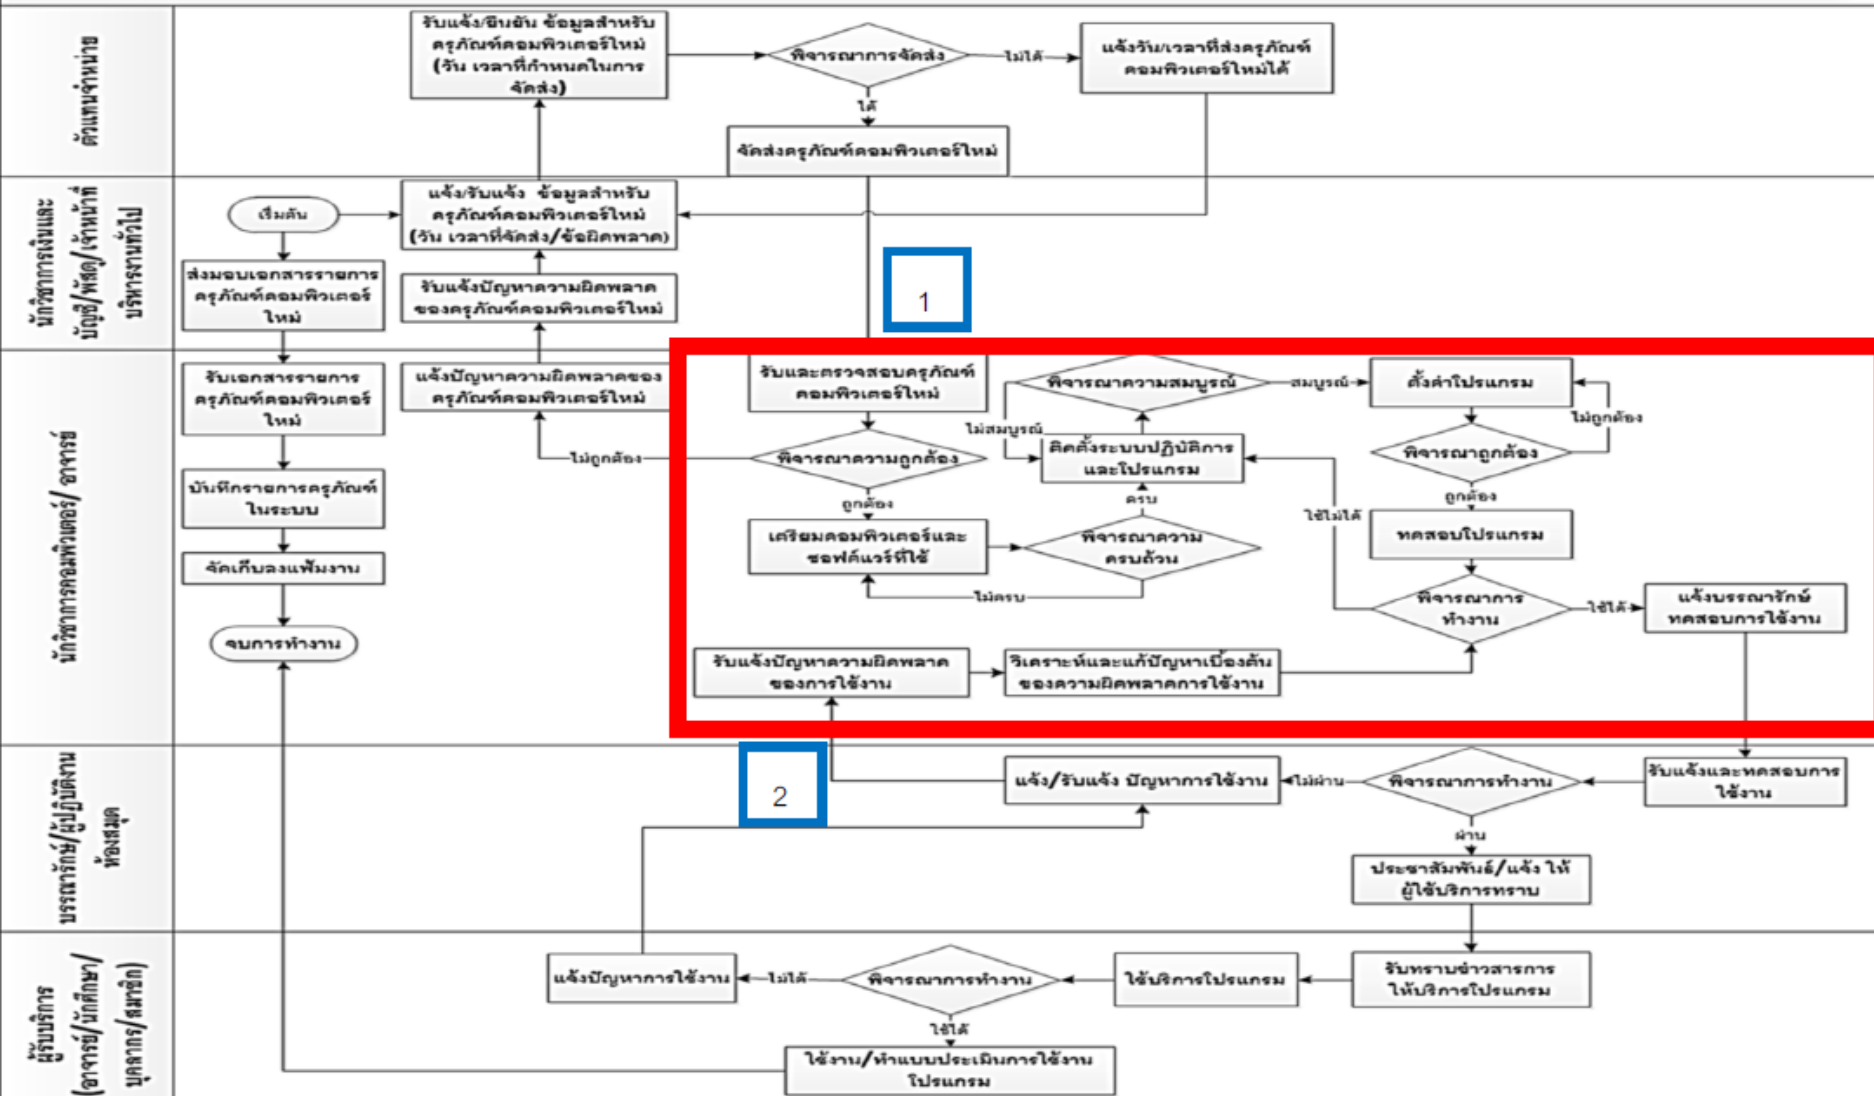 ตัวแทนจำหน่าย
รับแจ้ง/ยืนยัน ข้อมูลสำหรับ
ครุภัณฑ์คอมพิวเตอร์ใหม่
(วัน เวลาที่กำหนดในการ
จัดส่ง)
พิจารณาการจัดส่ง
ไม่ได้
แจ้งวัน/เวลาที่ส่งครุภัณฑ์
คอมพิวเตอร์ใหม่ได้
ได้
จัดส่งครุภัณฑ์คอมพิวเตอร์ใหม่
นักวิชาการเงินและ
บัญชี/พัสดุ/เจ้าหน้าที่
บริหารงานทั่วไป
เริ่มต้น
แจ้ง/รับแจ้ง ข้อมูลสำหรับ
ครุภัณฑ์คอมพิวเตอร์ใหม่
(วัน เวลาที่จัดส่ง/ข้อผิดพลาด)
ส่งมอบเอกสารรายการ
ครุภัณฑ์คอมพิวเตอร์
ใหม่
รับแจ้งปัญหาความผิดพลาด
ของครุภัณฑ์คอมพิวเตอร์ใหม่
1
นักวิชาการคอมพิวเตอร์/ อาจารย์
รับเอกสารรายการ
ครุภัณฑ์คอมพิวเตอร์
ใหม่
แจ้งปัญหาความผิดพลาดของ
ครุภัณฑ์คอมพิวเตอร์ใหม่
รับและตรวจสอบครุภัณฑ์
คอมพิวเตอร์ใหม่
พิจารณาความสมบูรณ์
สมบูรณ์
ตั้งค่าโปรแกรม
ไม่ถูกต้อง
ไม่สมบูรณ์
ไม่ถูกต้อง
พิจารณาความถูกต้อง
ติดตั้งระบบปฏิบัติการ
และโปรแกรม
พิจารณาถูกต้อง
บันทึกรายการครุภัณฑ์
ในระบบ
ถูกต้อง
ครบ
ถูกต้อง
ใช้ไม่ได้
เตรียมคอมพิวเตอร์และ
ซอฟต์แวร์ที่ใช้
พิจารณาความ
ครบถ้วน
ทดสอบโปรแกรม
จัดเก็บลงแฟ้มงาน
ไม่ครบ
พิจารณาการ
ทำงาน
ใช้ได้
แจ้งบรรณารักษ์
ทดสอบการใช้งาน
จบการทำงาน
รับแจ้งปัญหาความผิดพลาด
ของการใช้งาน
วิเคราะห์และแก้ปัญหาเบื้องต้น
ของความผิดพลาดการใช้งาน
บรรณารักษ์/ผู้ปฏิบัติงาน
ห้องสมุด
2
แจ้ง/รับแจ้ง ปัญหาการใช้งาน
ไม่ผ่าน
พิจารณาการทำงาน
รับแจ้งและทดสอบการ
ใช้งาน
ผ่าน
ประชาสัมพันธ์/แจ้ง ให้
ผู้ใช้บริการทราบ
ผู้รับบริการ
(อาจารย์/นักศึกษา/
บุคลากร/สมาชิก)
แจ้งปัญหาการใช้งาน
ไม่ได้
พิจารณาการทำงาน
ใช้บริการโปรแกรม
รับทราบข่าวสารการ
ให้บริการโปรแกรม
ใช้ได้
ใช้งาน/ทำแบบประเมินการใช้งาน
โปรแกรม